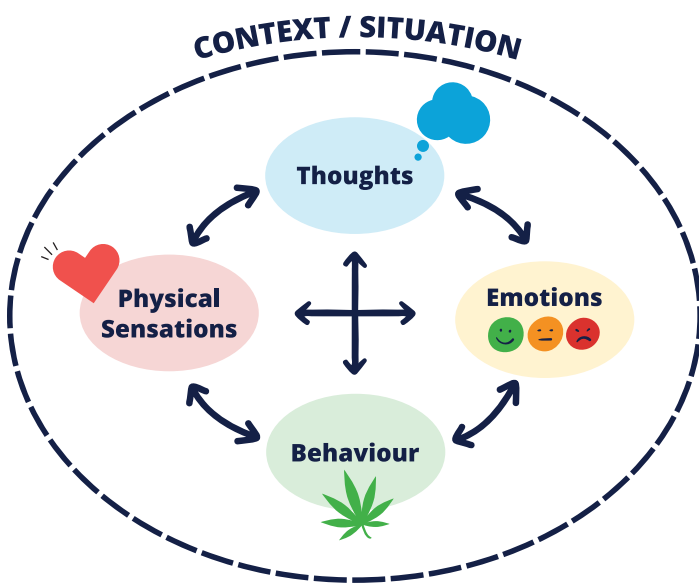 CONTEXT / SITUATION
Thoughts
Physical
Sensations
Emotions
Behaviour